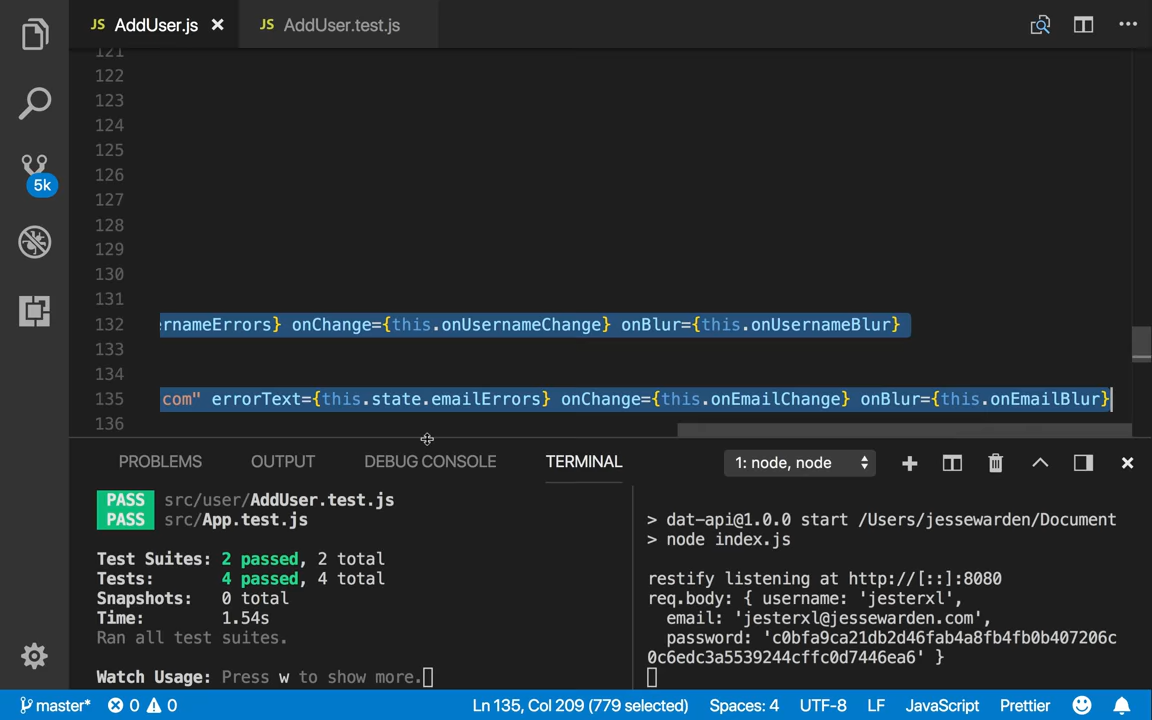 JS AddUser.js × JS AddUser.test.js
121
122
123
124
125
126
127
128
129
130
131
132 rnameErrors} onChange={this.onUsernameChange} onBlur={this.onUsernameBlur}
133
134
135 com" errorText={this.state.emailErrors} onChange={this.onEmailChange} onBlur={this.onEmailBlur}
136
5k
PROBLEMS OUTPUT DEBUG CONSOLE TERMINAL 1: node, node
PASS src/user/AddUser.test.js
PASS src/App.test.js
Test Suites: 2 passed, 2 total
Tests: 4 passed, 4 total
Snapshots: 0 total
Time: 1.54s
Ran all test suites.
Watch Usage: Press w to show more.
> dat-api@1.0.0 start /Users/jessewarden/Document
> node index.js
restify listening at http://[::]:8080
req.body: { username: 'jesterxl',
email: 'jesterxl@jessewarden.com',
password: 'c0bfa9ca21db2d46fab4a8fb4fb0b407206c
0c6edc3a5539244cffc0d7446ea6' }
master* 0 0 Ln 135, Col 209 (779 selected) Spaces: 4 UTF-8 LF JavaScript Prettier